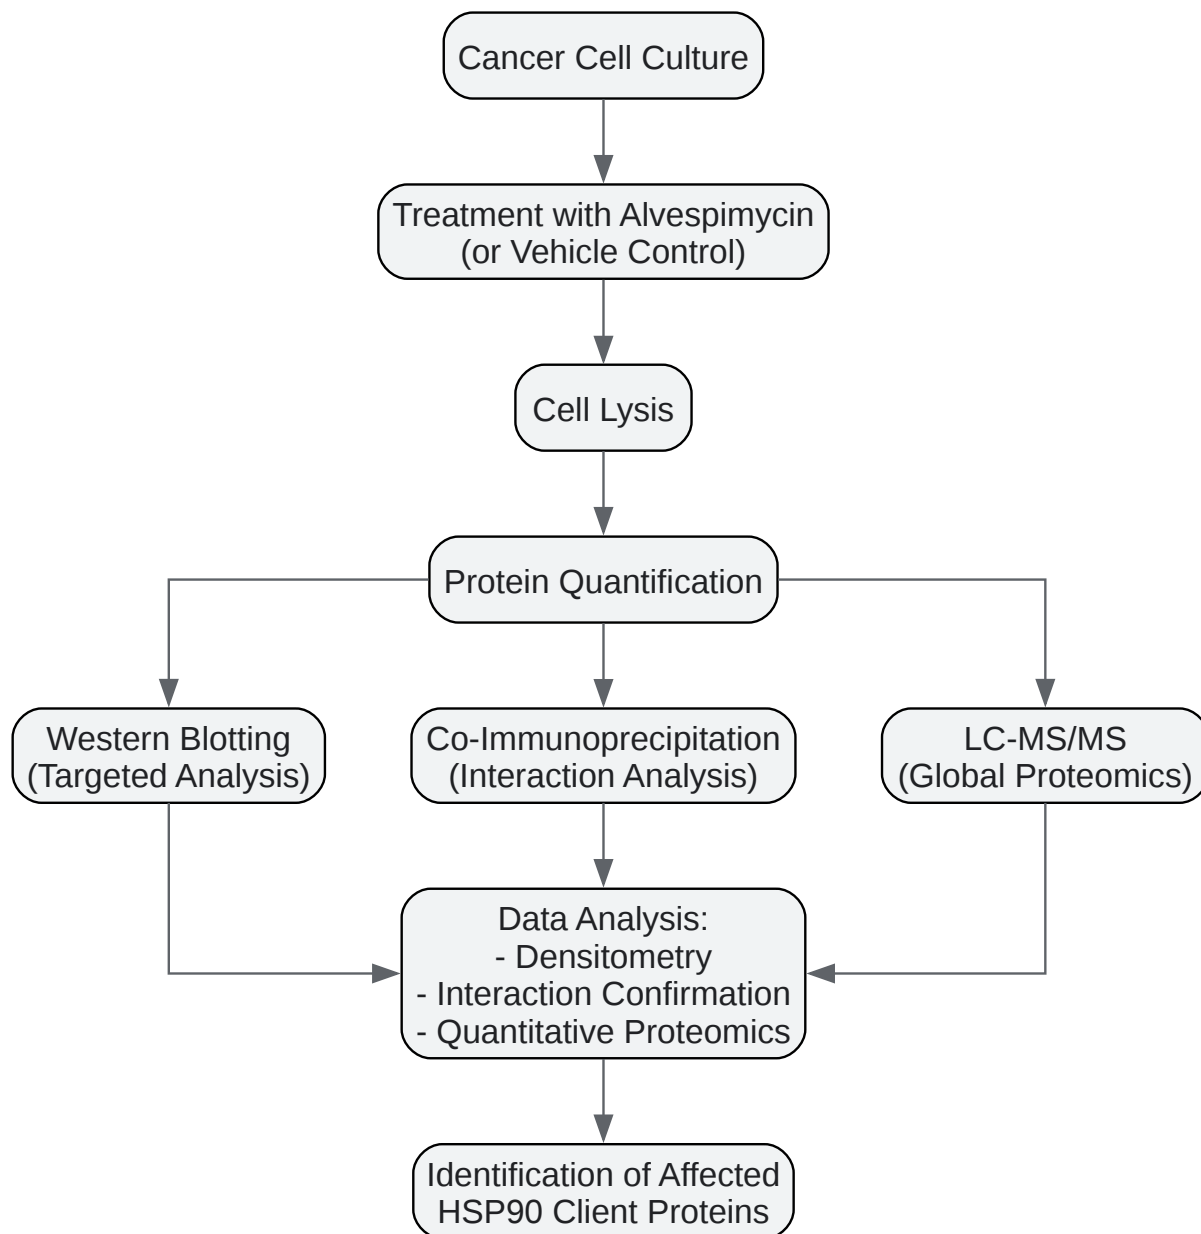 Cancer Cell Culture
Treatment with Alvespimycin
(or Vehicle Control)
Cell Lysis
Protein Quantification
Western Blotting
(Targeted Analysis)
Co-Immunoprecipitation
(Interaction Analysis)
LC-MS/MS
(Global Proteomics)
Data Analysis:
- Densitometry
- Interaction Confirmation
- Quantitative Proteomics
Identification of Affected
HSP90 Client Proteins